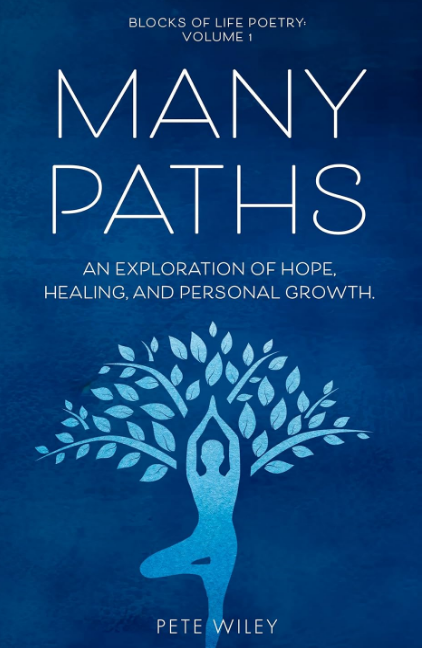 BLOCKS OF LIFE POETRY:
VOLUME 1
MANY
PATHS
AN EXPLORATION OF HOPE,
HEALING, AND PERSONAL GROWTH.
PETE WILEY